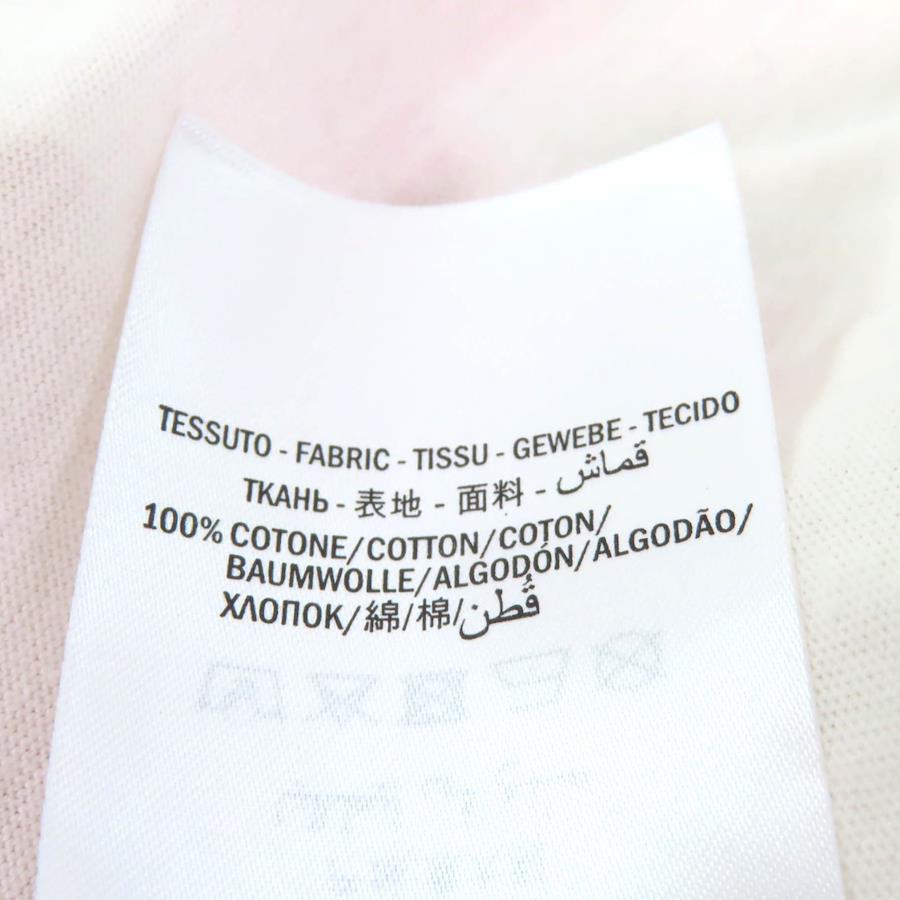 TESSUTO - FABRIC - TISSU - GEWEBE - TECIDO
ТКАНЬ - 表地 - 面料 - قماش
100% COTONE/COTTON/COTON/
BAUMWOLLE/ALGODÓN/ALGODÃO/
ХЛОПОК/綿/棉/قُطن